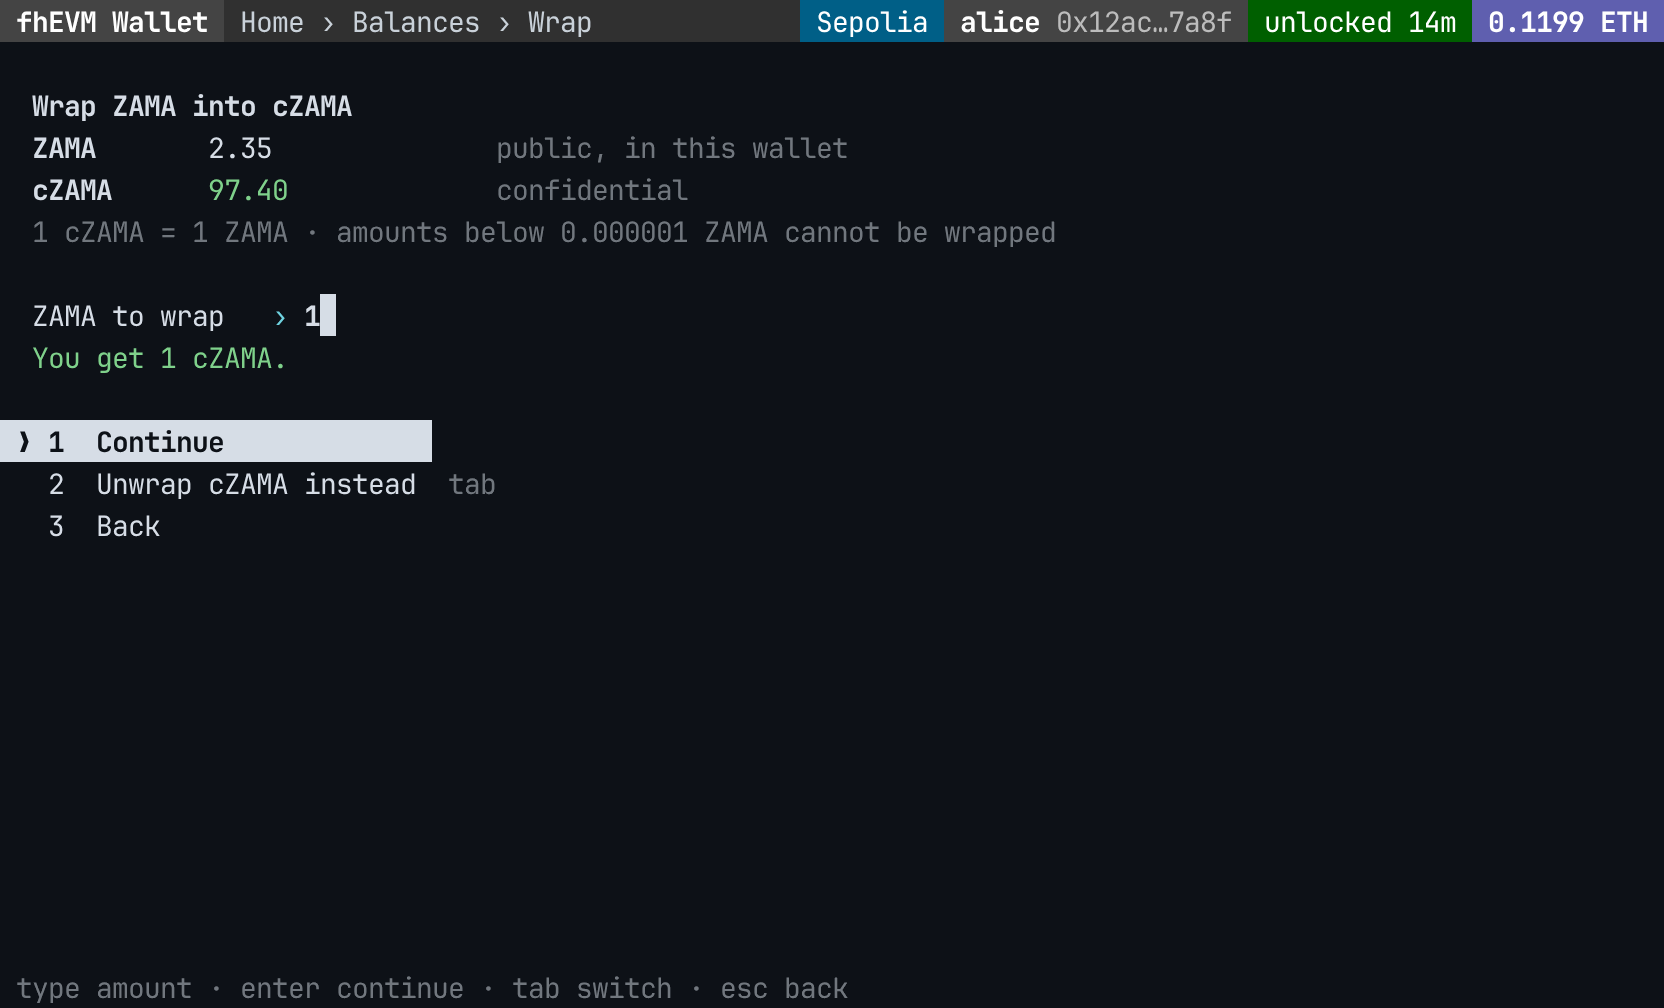 fhEVM Wallet Home › Balances › Wrap Sepolia alice 0x12ac…7a8f unlocked 14m 0.1199 ETH
Wrap ZAMA into cZAMA
ZAMA 2.35 public, in this wallet
cZAMA 97.40 confidential
1 cZAMA = 1 ZAMA · amounts below 0.000001 ZAMA cannot be wrapped
ZAMA to wrap › 1
You get 1 cZAMA.
❯ 1 Continue
2 Unwrap cZAMA instead tab
3 Back
type amount · enter continue · tab switch · esc back